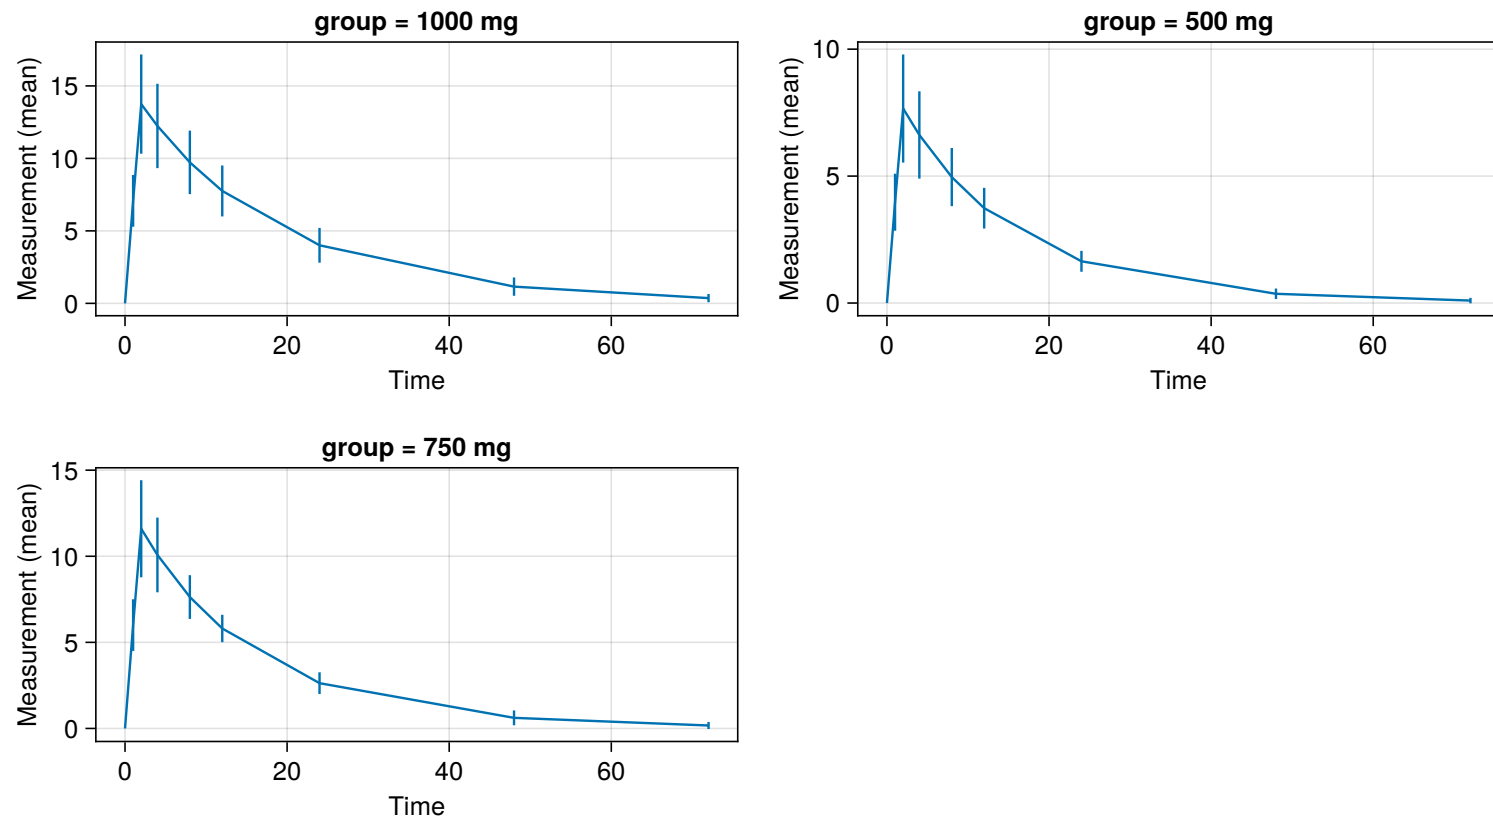 group = 1000 mg
Measurement (mean)
15
10
5
0
0 20 40 60
Time
group = 500 mg
Measurement (mean)
10
5
0
0 20 40 60
Time
group = 750 mg
Measurement (mean)
15
10
5
0
0 20 40 60
Time